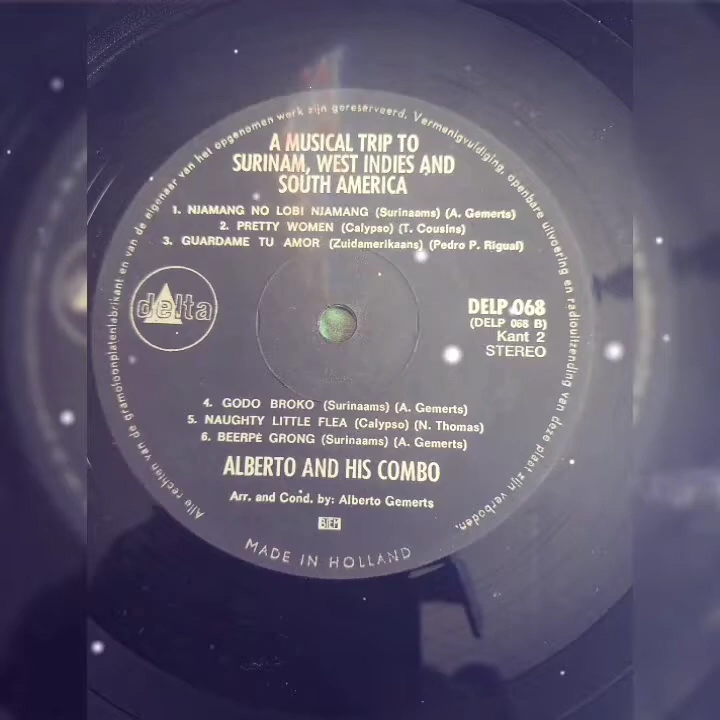 Alle rechten van de gramofoonplatenfabrikant en van de eigenaar van het opgenomen werk zijn gereserveerd. Vermenigvuldiging, openbare uitvoering en radiouitzending van deze plaat zijn verboden.
A MUSICAL TRIP TO
SURINAM, WEST INDIES AND
SOUTH AMERICA
1. NJAMANG NO LOBI NJAMANG (Surinaams) (A. Gemerts)
2. PRETTY WOMEN (Calypso) (T. Cousins)
3. GUARDAME TU AMOR (Zuidamerikaans) (Pedro P. Rigual)
delta
DELP 068
(DELP 068 B)
Kant 2
STEREO
4. GODO BROKO (Surinaams) (A. Gemerts)
5. NAUGHTY LITTLE FLEA (Calypso) (N. Thomas)
6. BEERPE GRONG (Surinaams) (A. Gemerts)
ALBERTO AND HIS COMBO
Arr. and Cond. by: Alberto Gemerts
BIEM
MADE IN HOLLAND